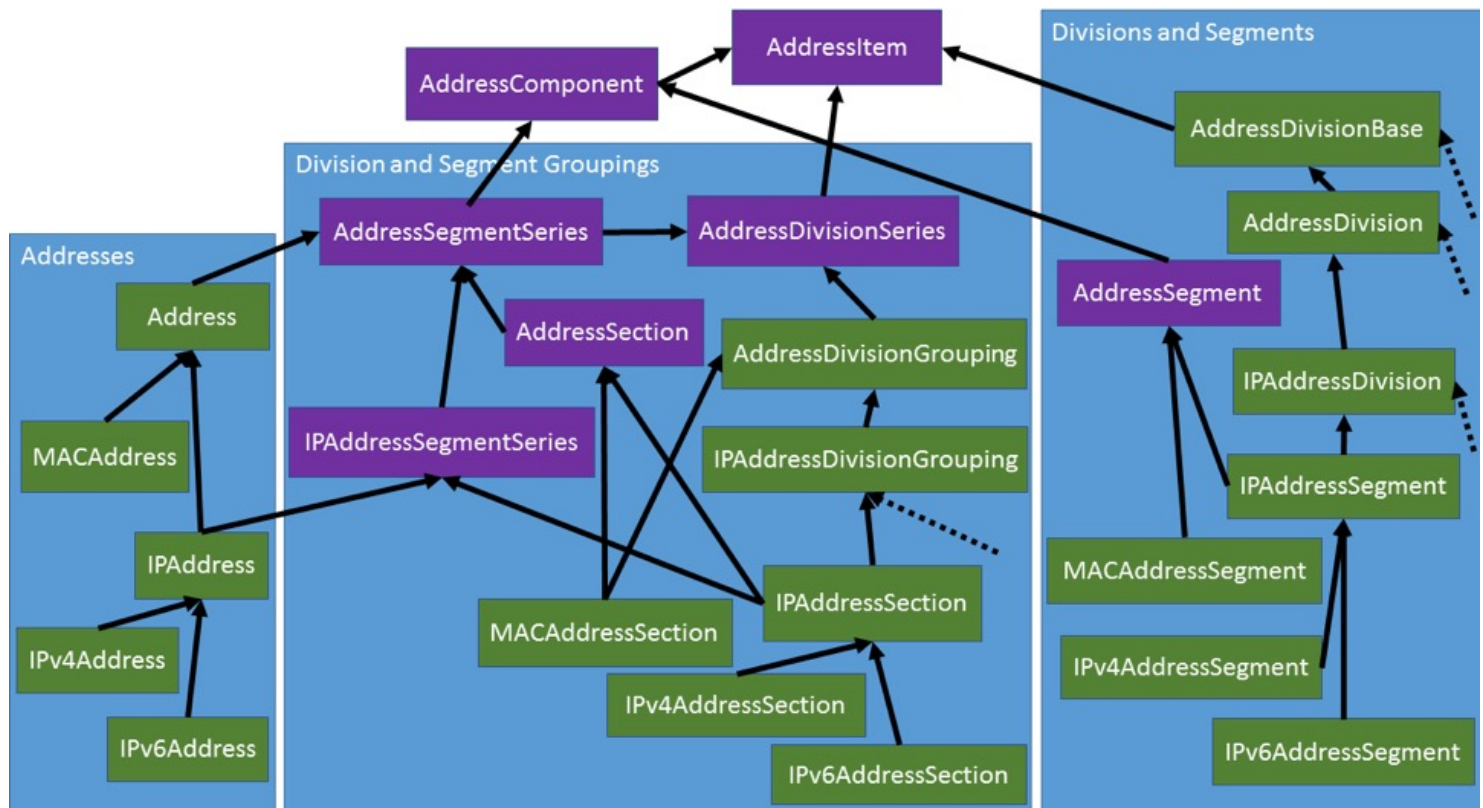 AddressItem
AddressComponent
Divisions and Segments
AddressDivisionBase
AddressDivision
AddressSegment
IPAddressDivision
IPAddressSegment
MACAddressSegment
IPv4AddressSegment
IPv6AddressSegment
Division and Segment Groupings
AddressSegmentSeries
AddressDivisionSeries
AddressSection
AddressDivisionGrouping
IPAddressSegmentSeries
IPAddressDivisionGrouping
IPAddressSection
MACAddressSection
IPv4AddressSection
IPv6AddressSection
Addresses
Address
MACAddress
IPAddress
IPv4Address
IPv6Address